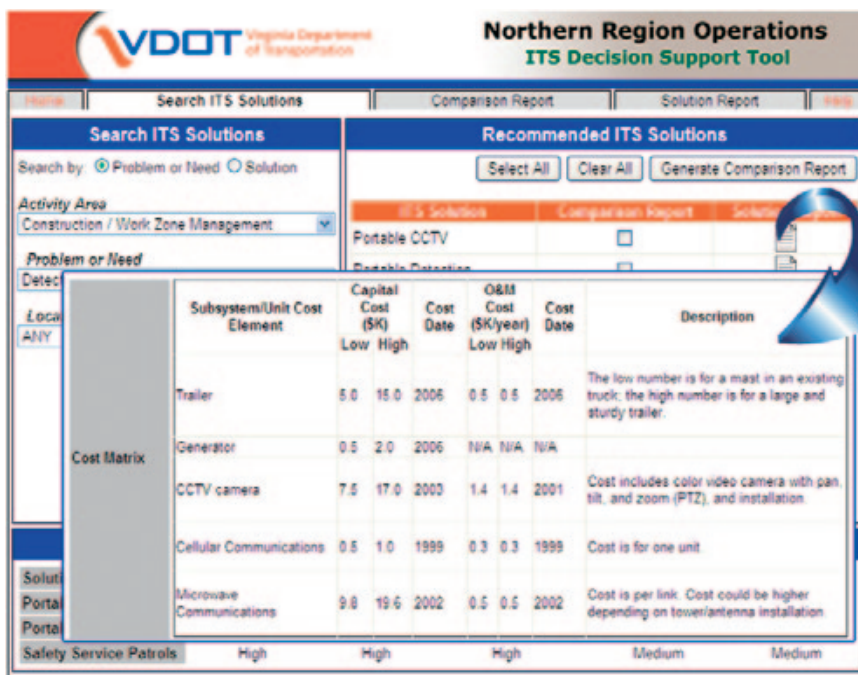 VDOT Virginia Department
of Transportation
Northern Region Operations
ITS Decision Support Tool
Home
Search ITS Solutions
Comparison Report
Solution Report
FAQ
Search ITS Solutions
Search by Problem or Need Solution
Activity Area
Construction / Work Zone Management
Problem or Need
Detec
Loca
ANY
Recommended ITS Solutions
Select All
Clear All
Generate Comparison Report
ITS Solution
Comparison Report
Portable CCTV
Portable Detection
Cost Matrix
Subsystem/Unit Cost
Element
Capital
Cost
($K)
Low High
Cost
Date
O&M
Cost
($K/year)
Low High
Cost
Date
Description
Trailer 5.0 15.0 2006 0.5 0.5 2006
The low number is for a mast in an existing
truck; the high number is for a large and
sturdy trailer.
Generator 0.5 2.0 2006 N/A N/A N/A
CCTV camera 7.5 17.0 2003 1.4 1.4 2001
Cost includes color video camera with pan,
tilt, and zoom (PTZ), and installation.
Cellular Communications 0.5 1.0 1999 0.3 0.3 1999 Cost is for one unit.
Microwave
Communications 9.8 19.6 2002 0.5 0.5 2002
Cost is per link. Cost could be higher
depending on tower/antenna installation.
Soluti
Portal
Portal
Safety Service Patrols High High High Medium Medium